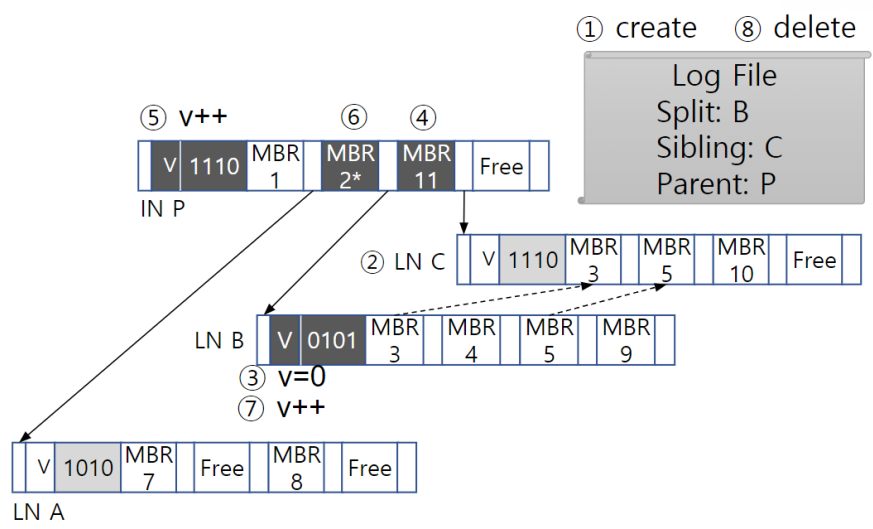 ① create ⑧ delete
Log File
Split: B
Sibling: C
Parent: P
⑤ v++ ⑥ ④
V 1110 MBR 1 MBR 2* MBR 11 Free
IN P
② LN C V 1110 MBR 3 MBR 5 MBR 10 Free
LN B V 0101 MBR 3 MBR 4 MBR 5 MBR 9
③ v=0
⑦ v++
V 1010 MBR 7 Free MBR 8 Free
LN A